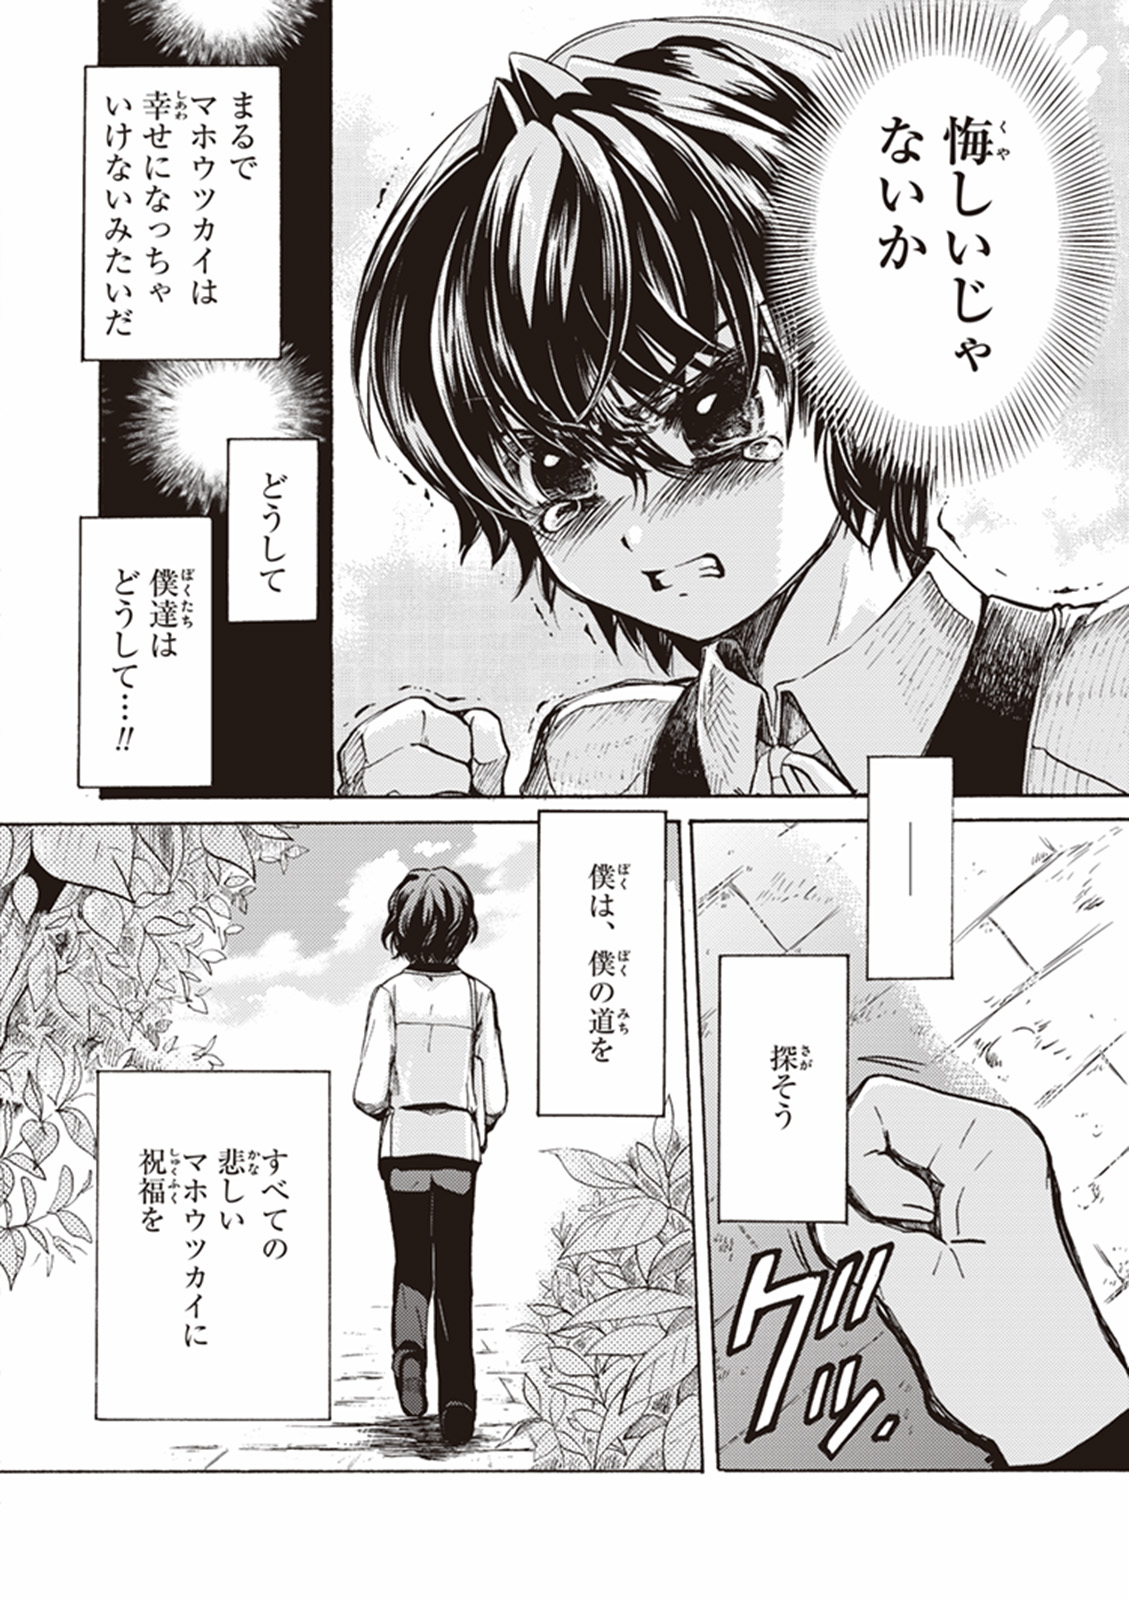 悔しいじゃ
ないか
まるで
マホウツカイは
幸せになっちゃ
いけないみたいだ
どうして
僕達は
どうして…!!
―
探そう
グッ
僕は、僕の道を
すべての
悲しい
マホウツカイに
祝福を